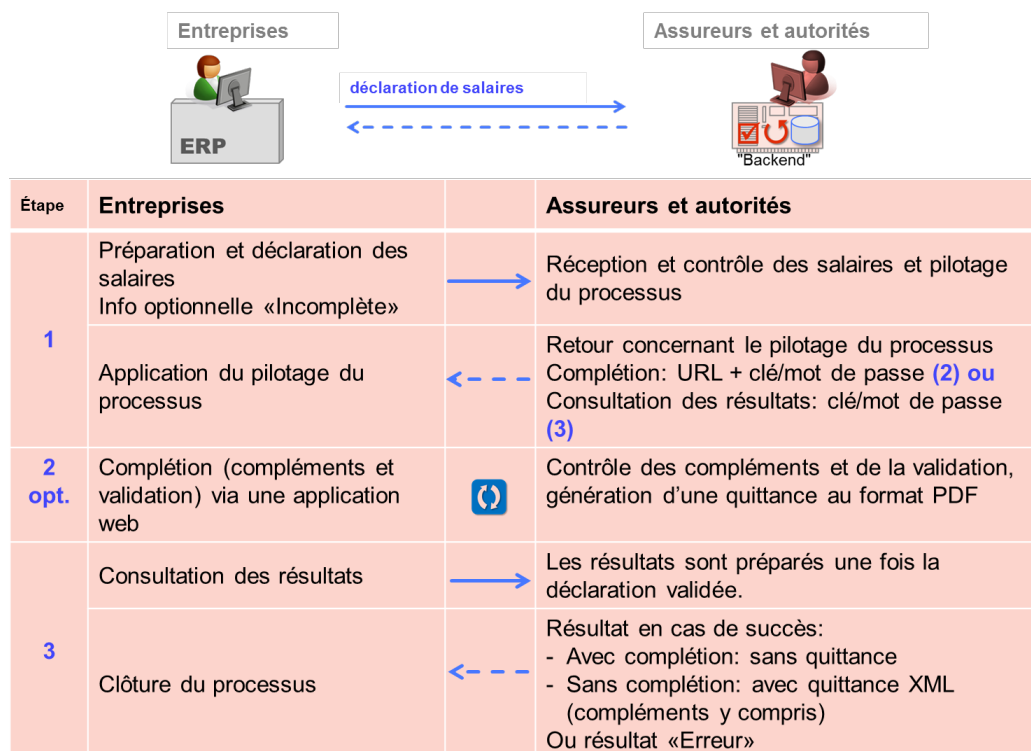 Entreprises
Assureurs et autorités
déclaration de salaires
ERP
"Backend"
Étape
Entreprises
Assureurs et autorités
1
Préparation et déclaration des
salaires
Info optionnelle «Incomplète»
Réception et contrôle des salaires et pilotage
du processus
Application du pilotage du
processus
Retour concernant le pilotage du processus
Complétion: URL + clé/mot de passe (2) ou
Consultation des résultats: clé/mot de passe
(3)
2
opt.
Complétion (compléments et
validation) via une application
web
Contrôle des compléments et de la validation,
génération d'une quittance au format PDF
3
Consultation des résultats
Les résultats sont préparés une fois la
déclaration validée.
Clôture du processus
Résultat en cas de succès:
- Avec complétion: sans quittance
- Sans complétion: avec quittance XML
(compléments y compris)
Ou résultat «Erreur»